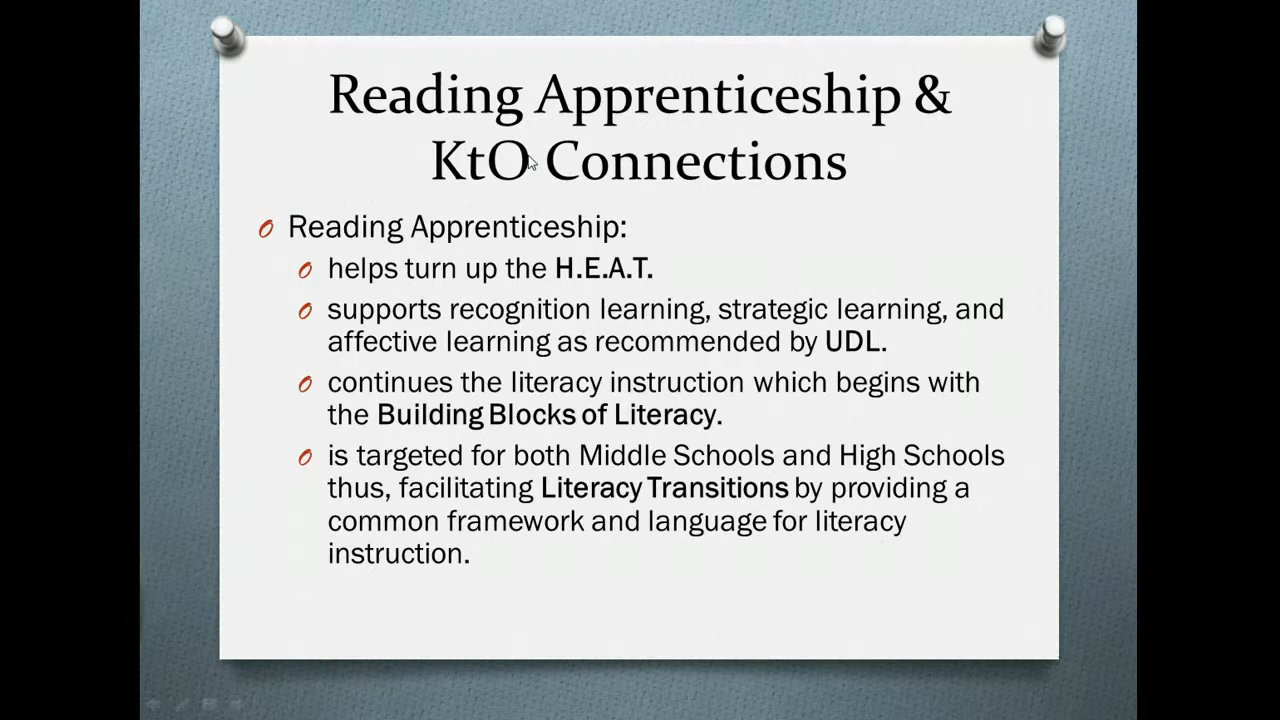 Reading Apprenticeship &
KtO Connections
Reading Apprenticeship:
helps turn up the H.E.A.T.
supports recognition learning, strategic learning, and
affective learning as recommended by UDL.
continues the literacy instruction which begins with
the Building Blocks of Literacy.
is targeted for both Middle Schools and High Schools
thus, facilitating Literacy Transitions by providing a
common framework and language for literacy
instruction.